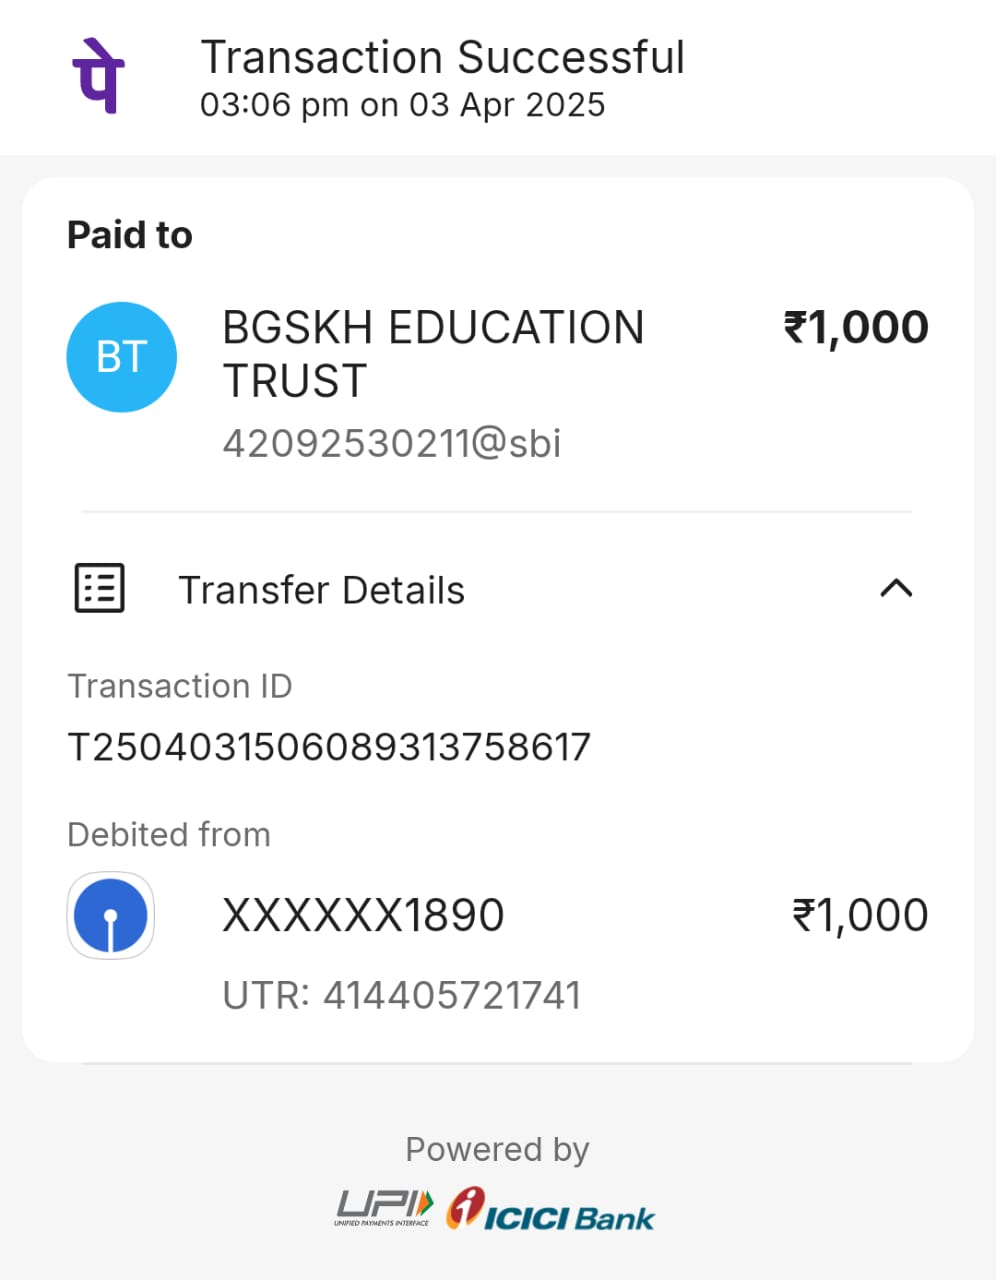 पे
Transaction Successful
03:06 pm on 03 Apr 2025
Paid to
BT
BGSKH EDUCATION
TRUST
₹1,000
42092530211@sbi
Transfer Details
Transaction ID
T2504031506089313758617
Debited from
XXXXXX1890
₹1,000
UTR: 414405721741
Powered by
UPI
UNIFIED PAYMENTS INTERFACE
ICICI Bank